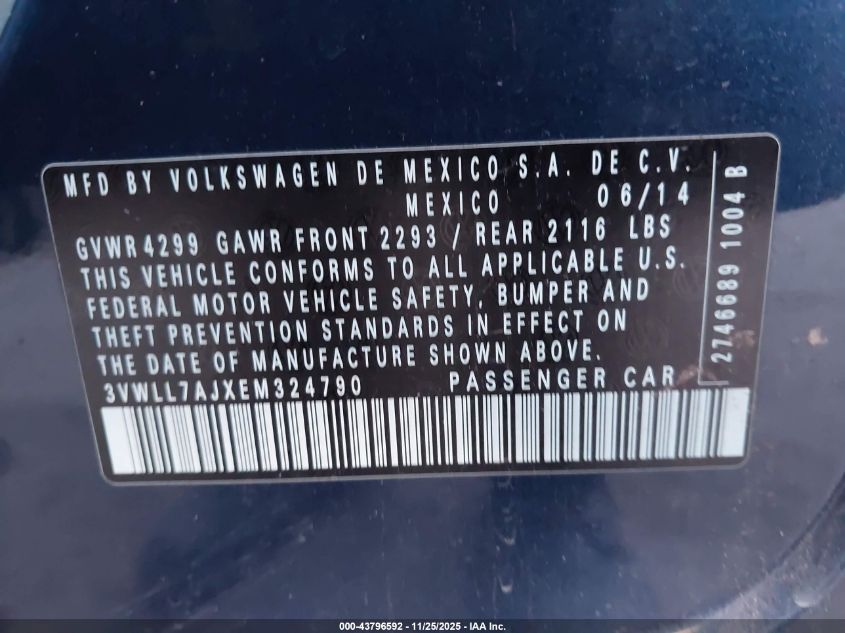 MFD BY VOLKSWAGEN DE MEXICO S.A. DE C.V.
MEXICO 06/14
GVWR 4299 GAWR FRONT 2293 / REAR 2116 LBS
THIS VEHICLE CONFORMS TO ALL APPLICABLE U.S.
FEDERAL MOTOR VEHICLE SAFETY, BUMPER AND
THEFT PREVENTION STANDARDS IN EFFECT ON
THE DATE OF MANUFACTURE SHOWN ABOVE.
3VWLL7AJXEM324790 PASSENGER CAR
2746689 1004 B
000-43796592 - 11/25/2025 - IAA Inc.